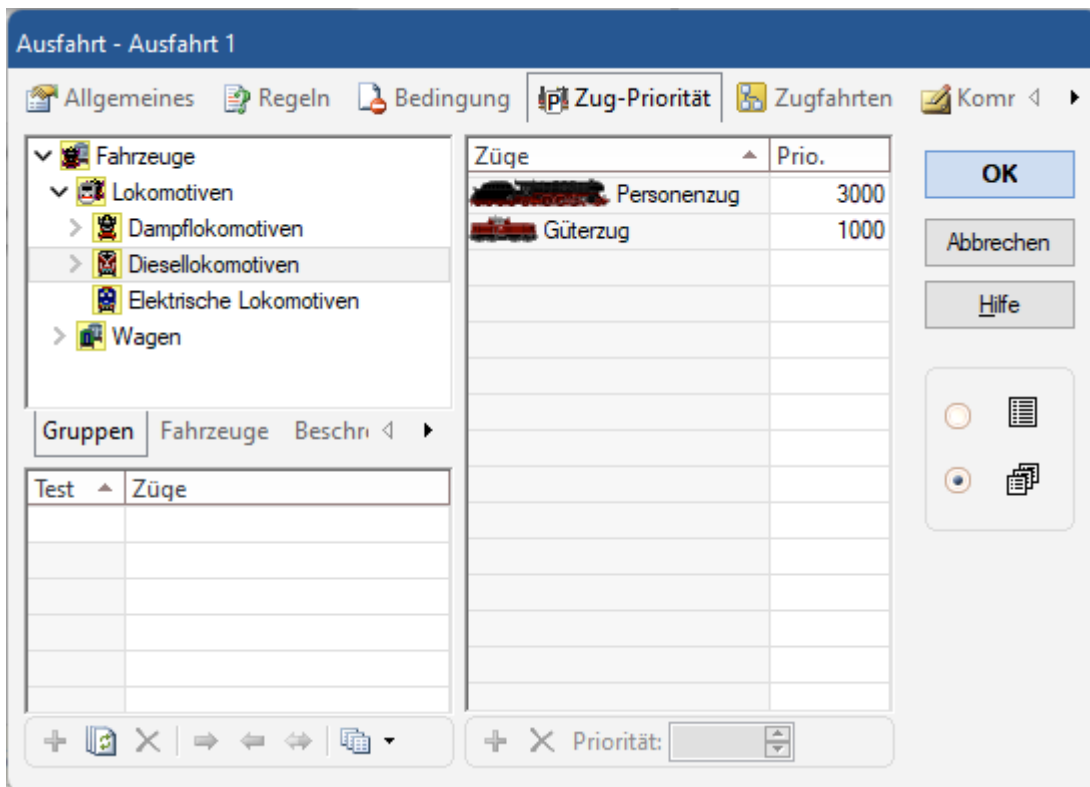 Ausfahrt - Ausfahrt 1
Allgemeines Regeln Bedingung Zug-Priorität Zugfahrten Komr
Fahrzeuge
Lokomotiven
Dampflokomotiven
Diesellokomotiven
Elektrische Lokomotiven
Wagen
Gruppen Fahrzeuge Beschr
Test Züge
Züge Prio.
Personenzug 3000
Güterzug 1000
Priorität:
OK
Abbrechen
Hilfe